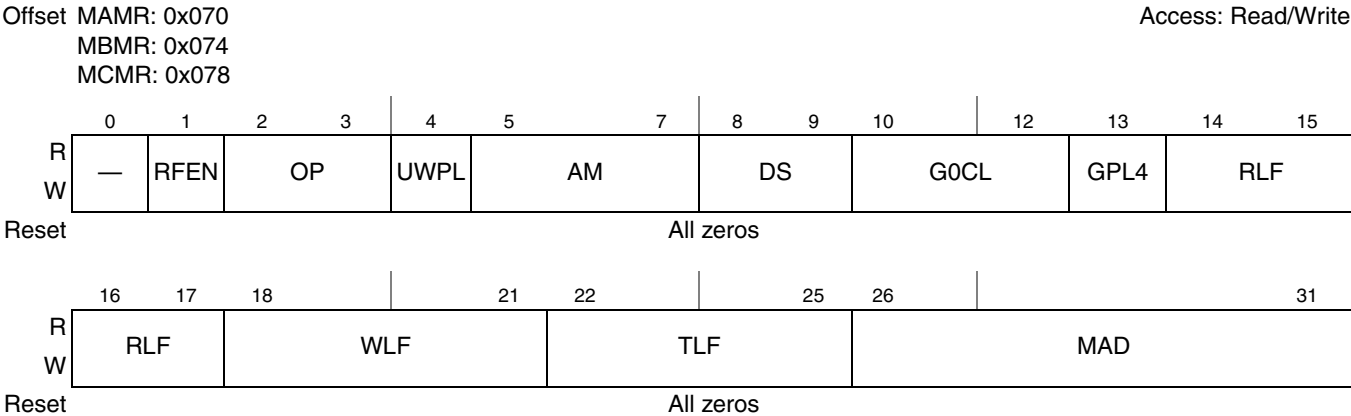 Offset MAMR: 0x070 Access: Read/Write
MBMR: 0x074
MCMR: 0x078
0 1 2 3 4 5 7 8 9 10 12 13 14 15
R
W
— RFEN OP UWPL AM DS G0CL GPL4 RLF
Reset All zeros
16 17 18 21 22 25 26 31
R
W
RLF WLF TLF MAD
Reset All zeros